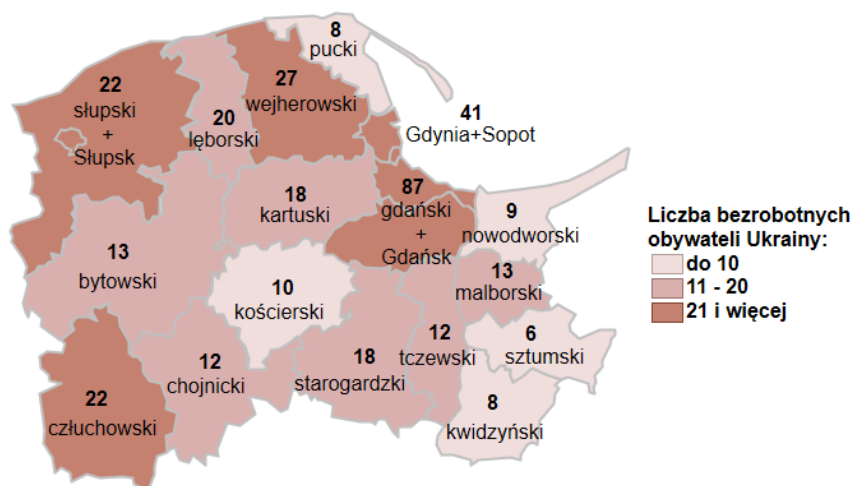 8
pucki
22
słupski
+
Słupsk
27
wejherowski
20
lęborski
41
Gdynia+Sopot
18
kartuski
87
gdański
+
Gdańsk
9
nowodworski
13
bytowski
10
kościerski
13
malborski
12
tczewski
6
sztumski
22
człuchowski
12
chojnicki
18
starogardzki
8
kwidzyński
Liczba bezrobotnych
obywateli Ukrainy:
do 10
11 - 20
21 i więcej